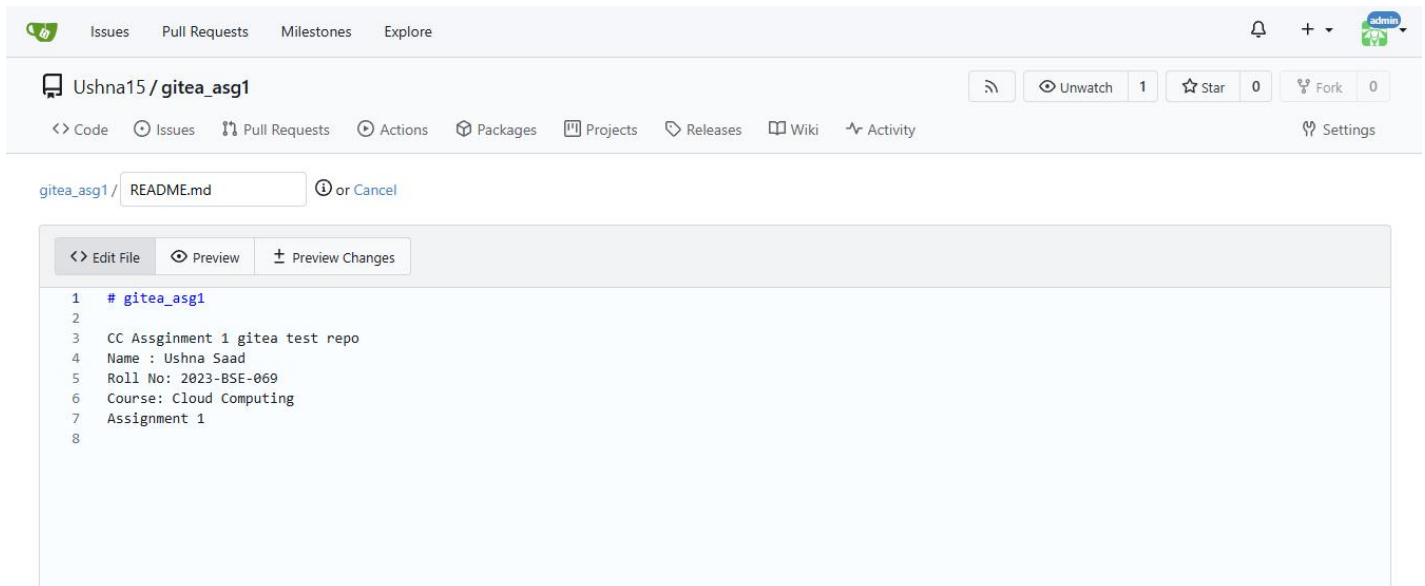 Issues Pull Requests Milestones Explore
admin
Ushna15 / gitea_asg1
Unwatch 1 Star 0 Fork 0
Code Issues Pull Requests Actions Packages Projects Releases Wiki Activity Settings
gitea_asg1 / README.md or Cancel
Edit File Preview Preview Changes
1 # gitea_asg1
2
3 CC Assginment 1 gitea test repo
4 Name : Ushna Saad
5 Roll No: 2023-BSE-069
6 Course: Cloud Computing
7 Assignment 1
8